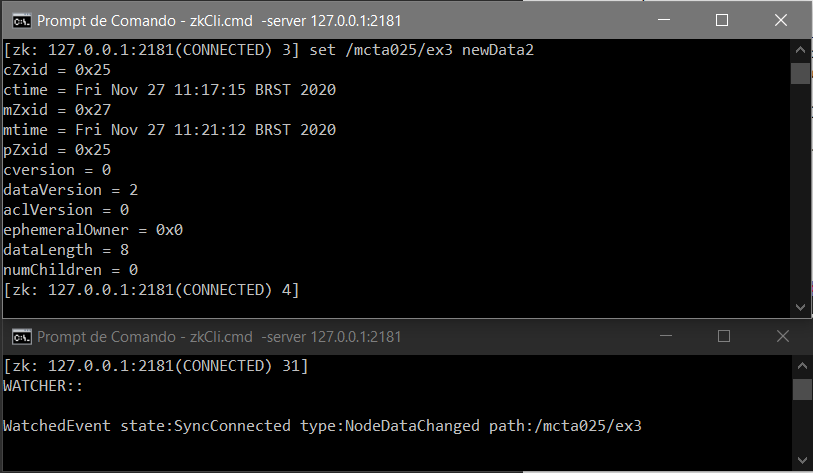 Prompt de Comando - zkCli.cmd  -server 127.0.0.1:2181
[zk: 127.0.0.1:2181(CONNECTED) 3] set /mcta025/ex3 newData2
cZxid = 0x25
ctime = Fri Nov 27 11:17:15 BRST 2020
mZxid = 0x27
mtime = Fri Nov 27 11:21:12 BRST 2020
pZxid = 0x25
cversion = 0
dataVersion = 2
aclVersion = 0
ephemeralOwner = 0x0
dataLength = 8
numChildren = 0
[zk: 127.0.0.1:2181(CONNECTED) 4]
Prompt de Comando - zkCli.cmd  -server 127.0.0.1:2181
[zk: 127.0.0.1:2181(CONNECTED) 31]
WATCHER::
WatchedEvent state:SyncConnected type:NodeDataChanged path:/mcta025/ex3